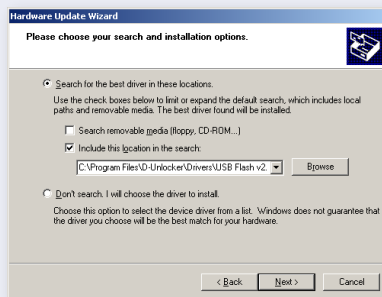 Hardware Update Wizard
Please choose your search and installation options.
Search for the best driver in these locations.
Use the check boxes below to limit or expand the default search, which includes local
paths and removable media. The best driver found will be installed.
Search removable media (floppy, CD-ROM...)
Include this location in the search:
C:\Program Files\D-Unlocker\Drivers\USB Flash v2.
Browse
Don't search. I will choose the driver to install.
Choose this option to select the device driver from a list. Windows does not guarantee that
the driver you choose will be the best match for your hardware.
< Back Next > Cancel